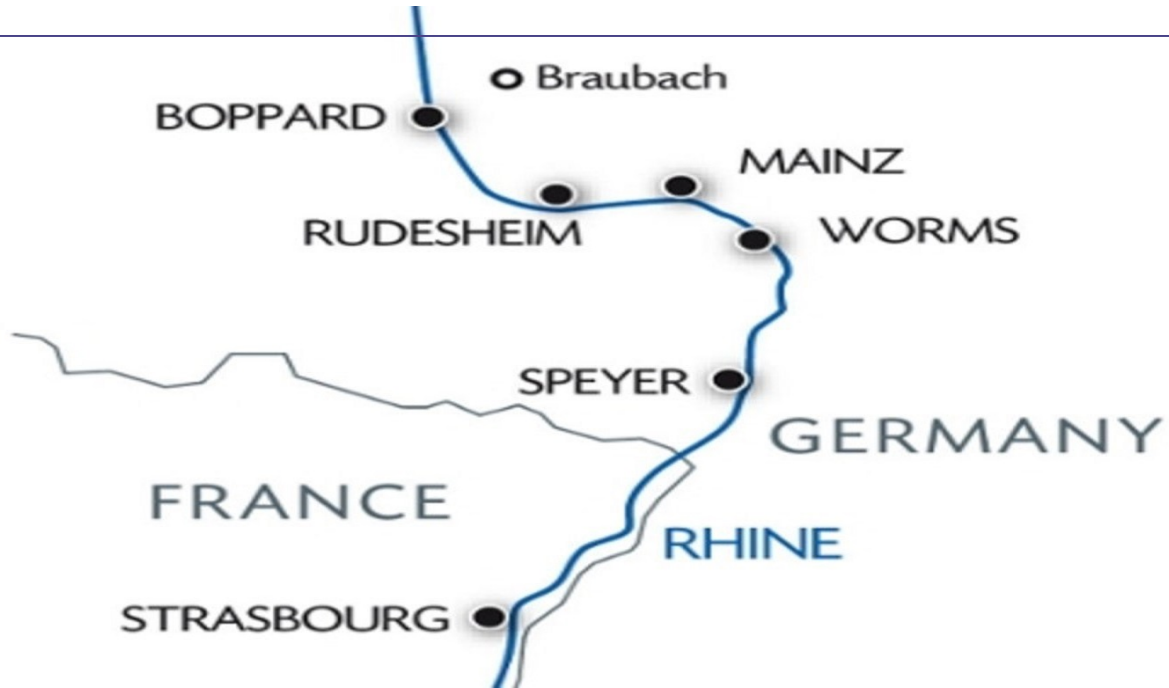 Braubach
BOPPARD
MAINZ
RUDESHEIM
WORMS
SPEYER
GERMANY
FRANCE
RHINE
STRASBOURG